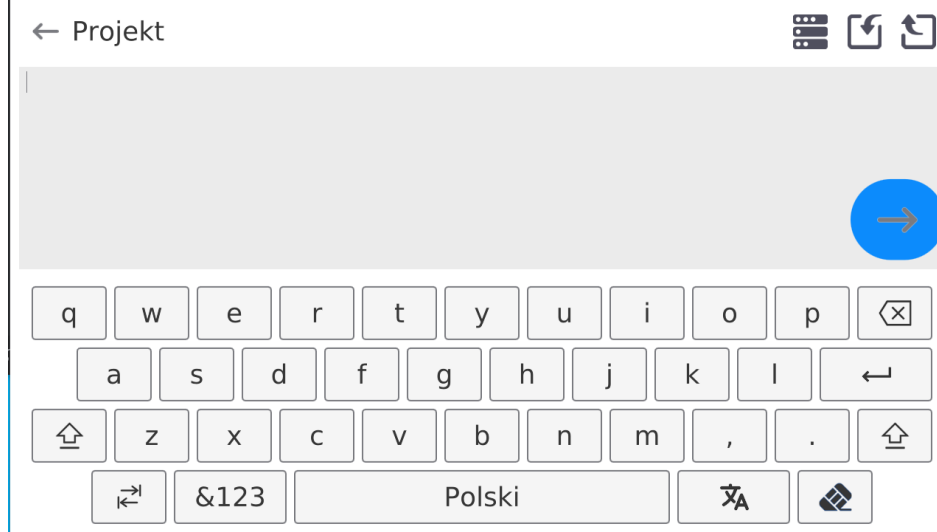 Projekt
q w e r t y u i o p
a s d f g h j k l
z x c v b n m , .
&123 Polski